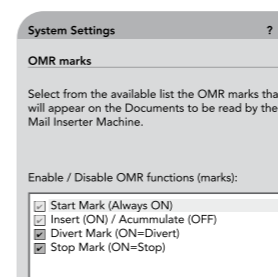 System Settings ?
OMR marks
Select from the available list the OMR marks tha
will appear on the Documents to be read by the
Mail Inserter Machine.
Enable / Disable OMR functions (marks):
Start Mark (Always ON)
Insert (ON) / Acummulate (OFF)
Divert Mark (ON=Divert)
Stop Mark (ON=Stop)